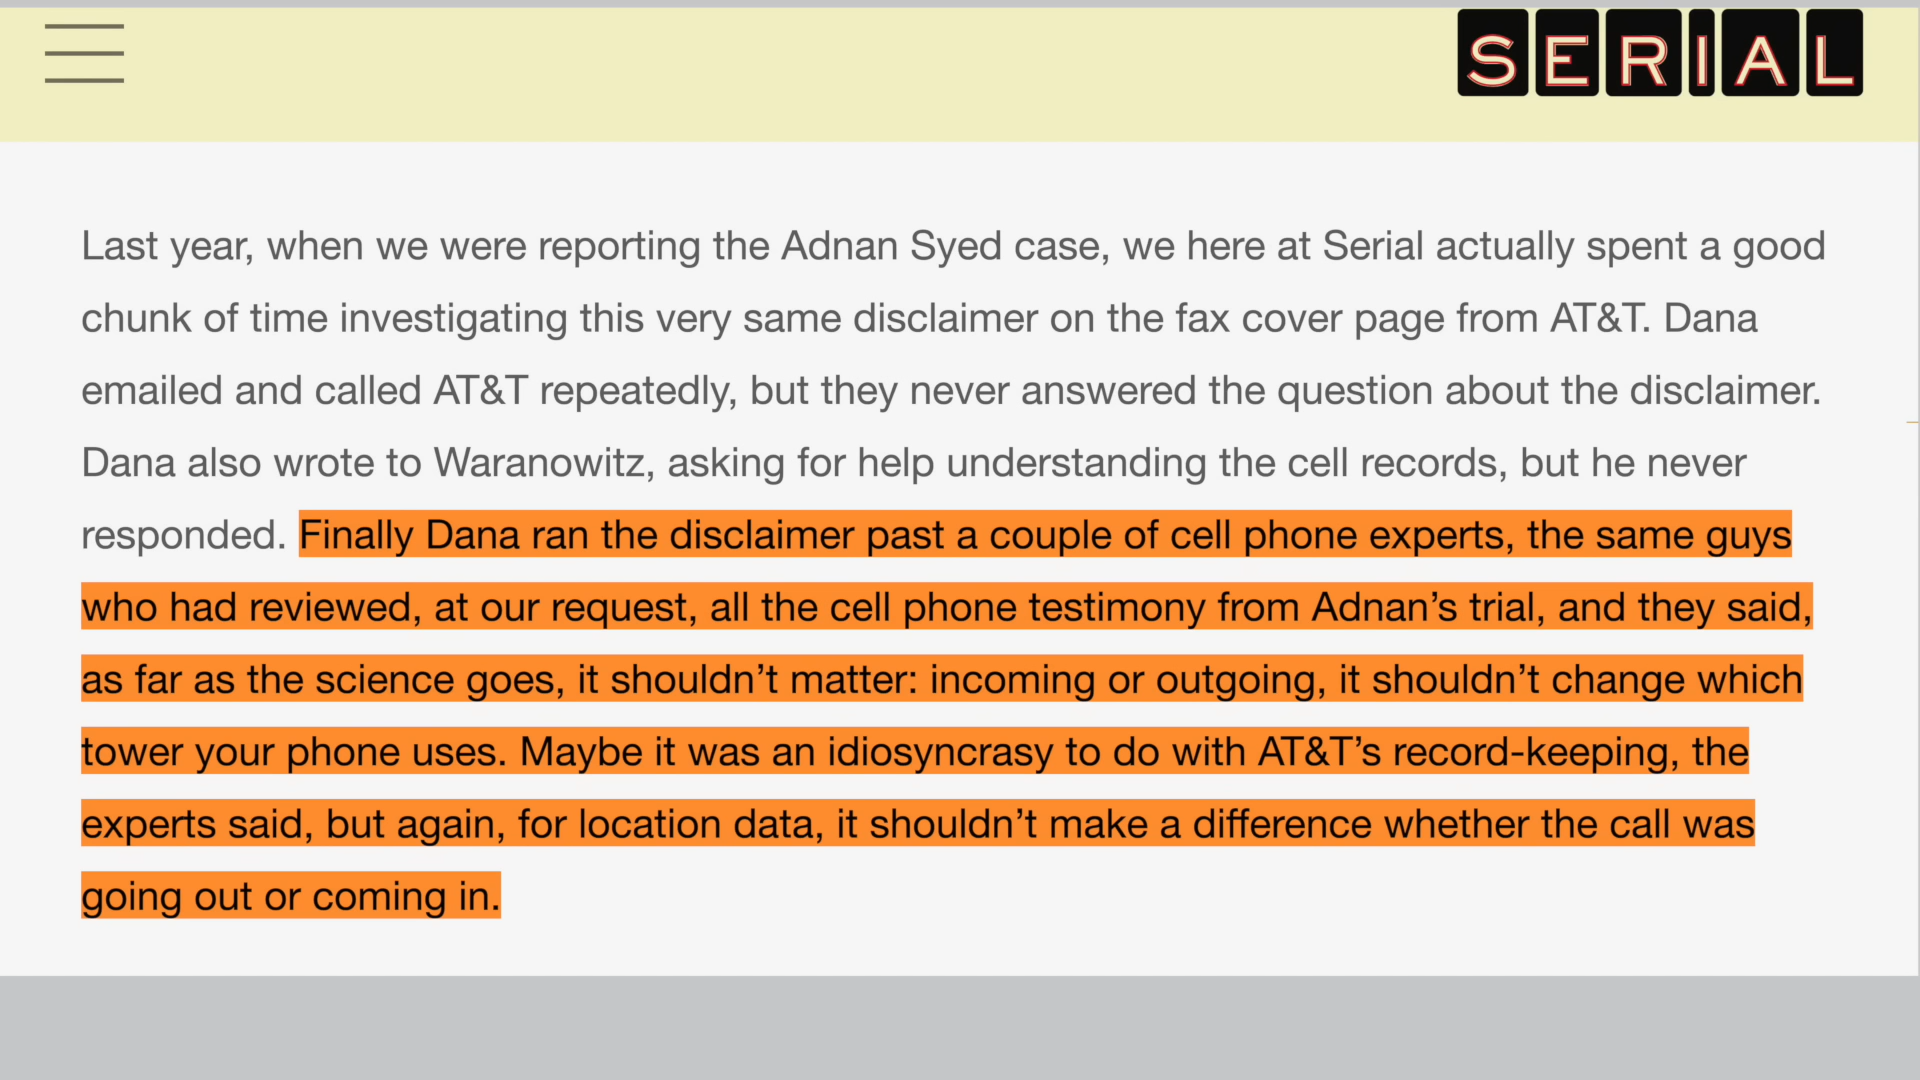 SERIAL
Last year, when we were reporting the Adnan Syed case, we here at Serial actually spent a good
chunk of time investigating this very same disclaimer on the fax cover page from AT&T. Dana
emailed and called AT&T repeatedly, but they never answered the question about the disclaimer.
Dana also wrote to Waranowitz, asking for help understanding the cell records, but he never
responded. Finally Dana ran the disclaimer past a couple of cell phone experts, the same guys
who had reviewed, at our request, all the cell phone testimony from Adnan’s trial, and they said,
as far as the science goes, it shouldn’t matter: incoming or outgoing, it shouldn’t change which
tower your phone uses. Maybe it was an idiosyncrasy to do with AT&T’s record-keeping, the
experts said, but again, for location data, it shouldn’t make a difference whether the call was
going out or coming in.